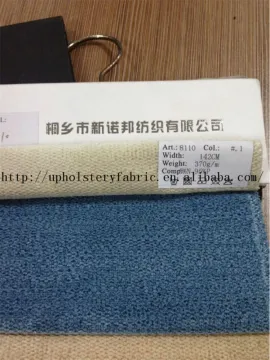 桐乡市新诺邦纺织有限公司
Art.: 8110 Col.: #.1
Width: 142CM
Weight: 370g/m
http://upholsteryfabric.en.alibaba.com